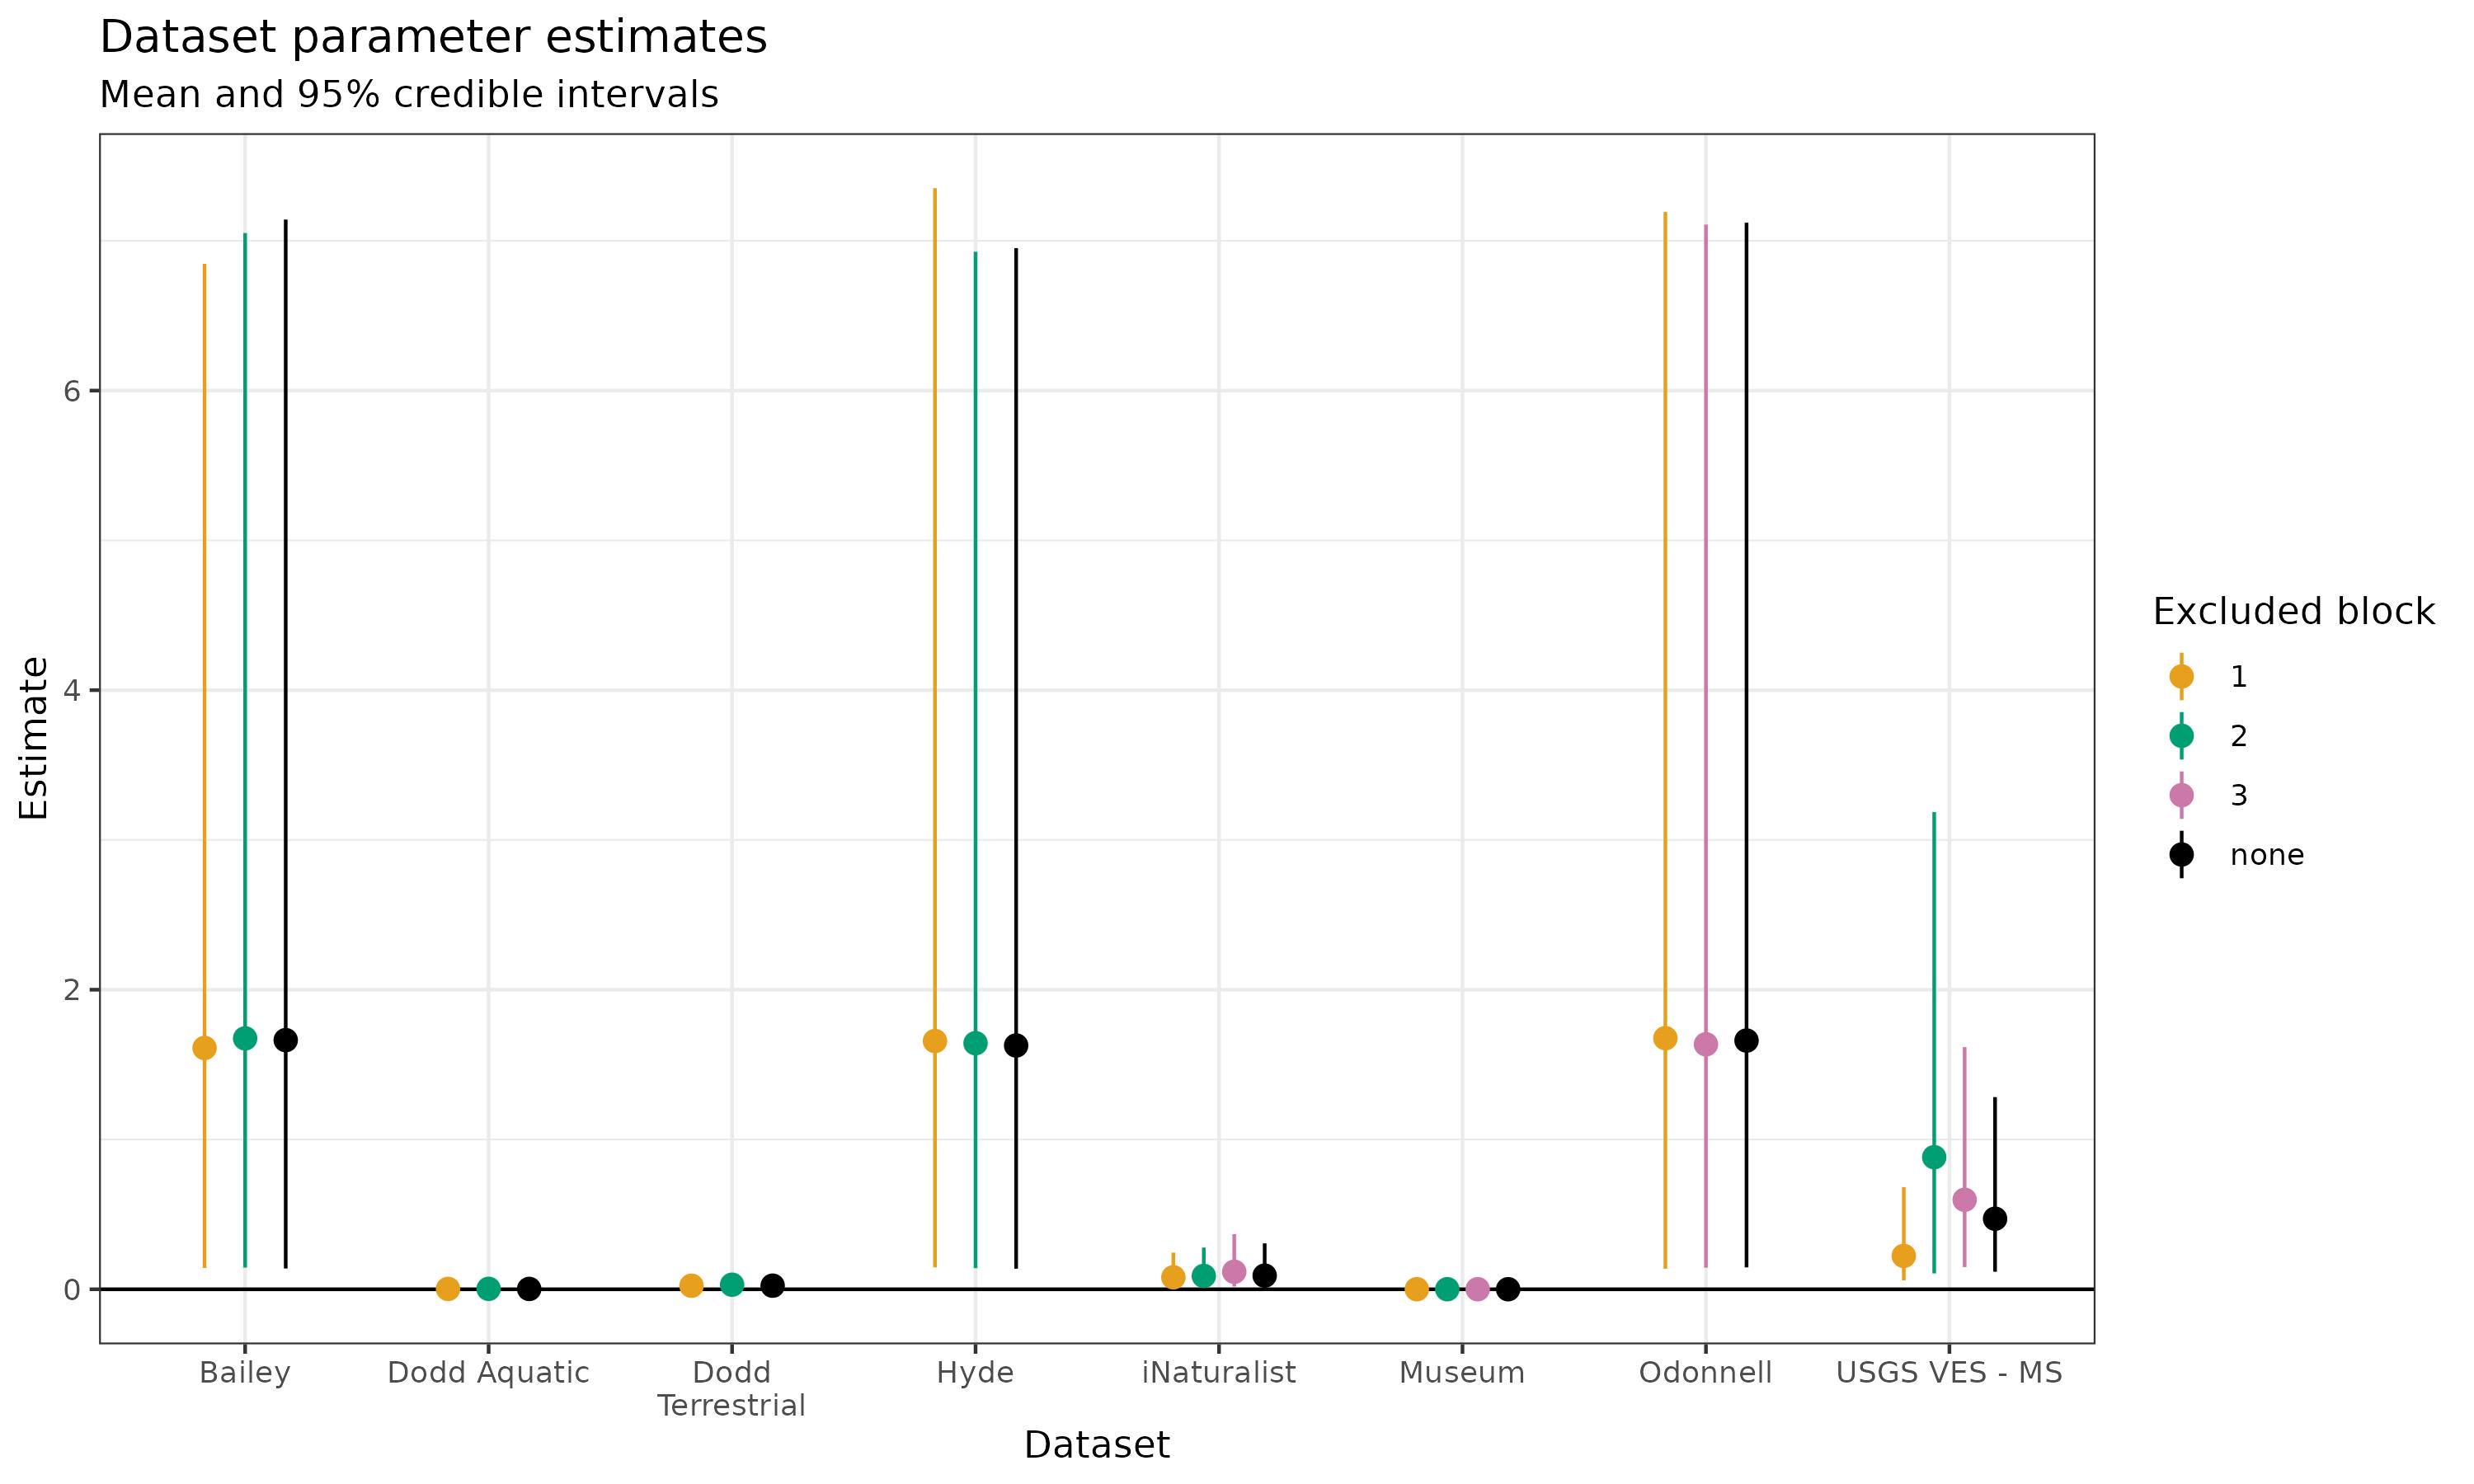 Dataset parameter estimates
Mean and 95% credible intervals
Estimate
6
4
2
0
Bailey
Dodd Aquatic
Dodd
Terrestrial
Hyde
iNaturalist
Museum
Odonnell
USGS VES - MS
Dataset
Excluded block
1
2
3
none